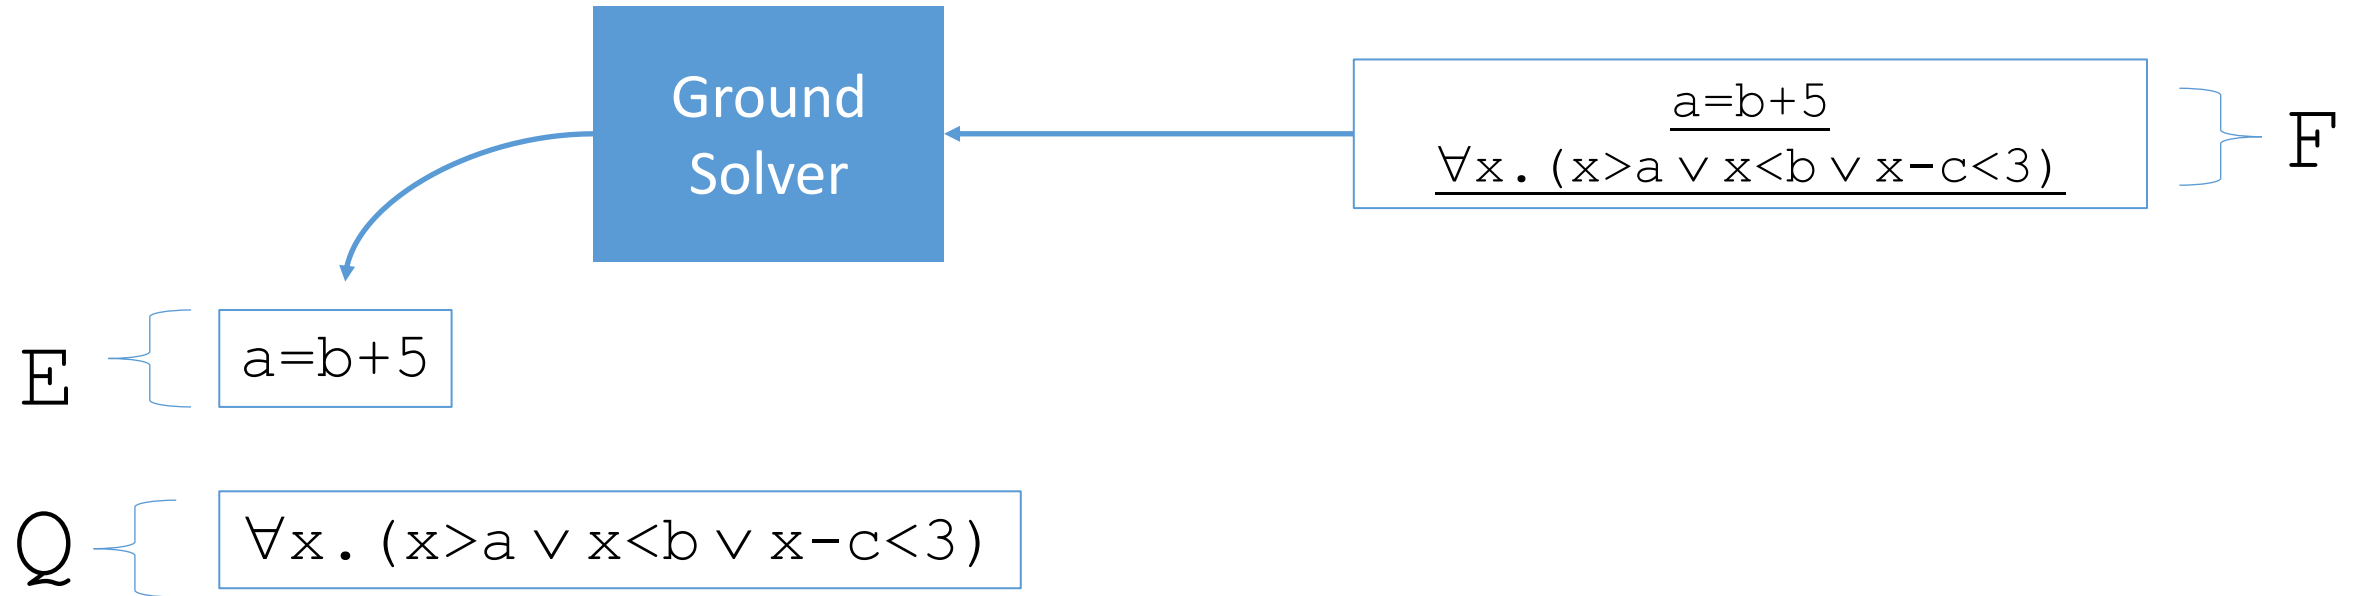 Ground
Solver
a=b+5
∀x.(x>a ∨ x<b ∨ x-c<3)
F
E
a=b+5
Q
∀x.(x>a ∨ x<b ∨ x-c<3)